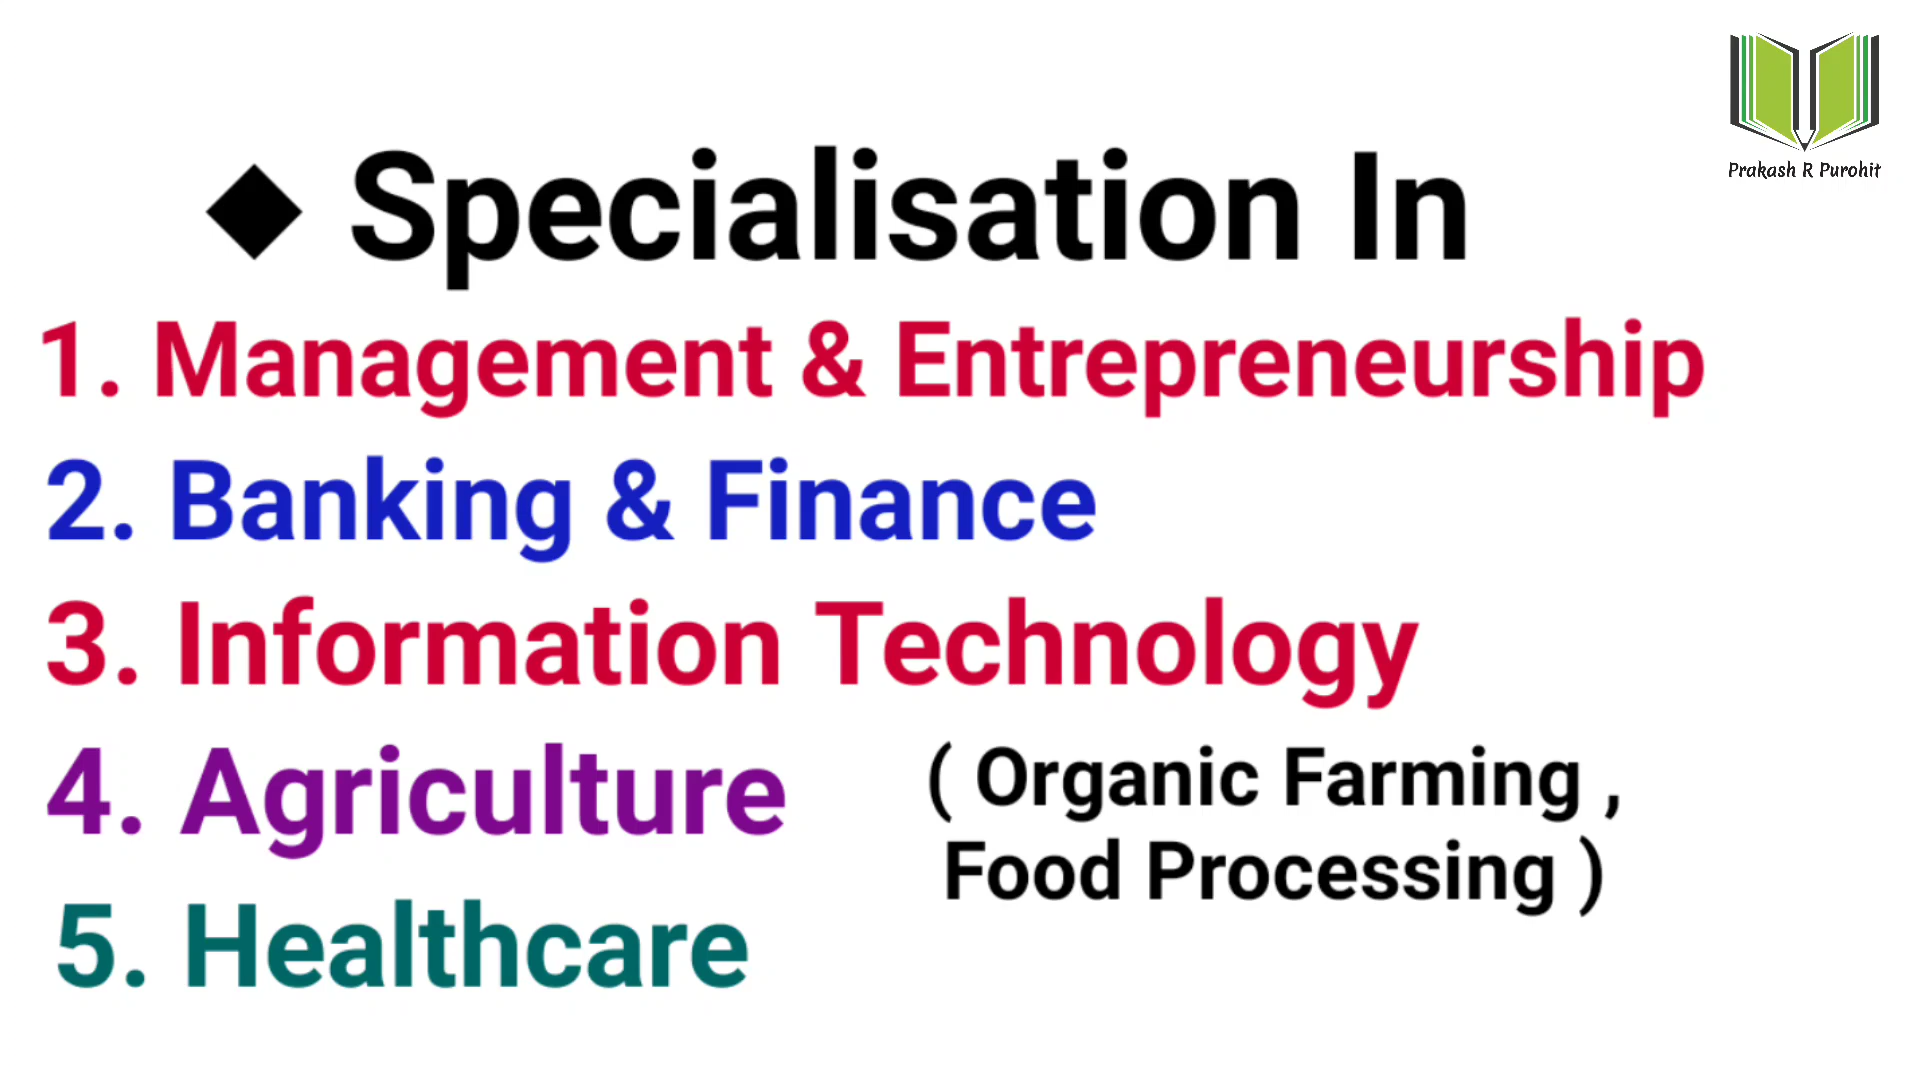 Prakash R Purohit
◆ Specialisation In
1. Management & Entrepreneurship
2. Banking & Finance
3. Information Technology
4. Agriculture
( Organic Farming ,
Food Processing )
5. Healthcare